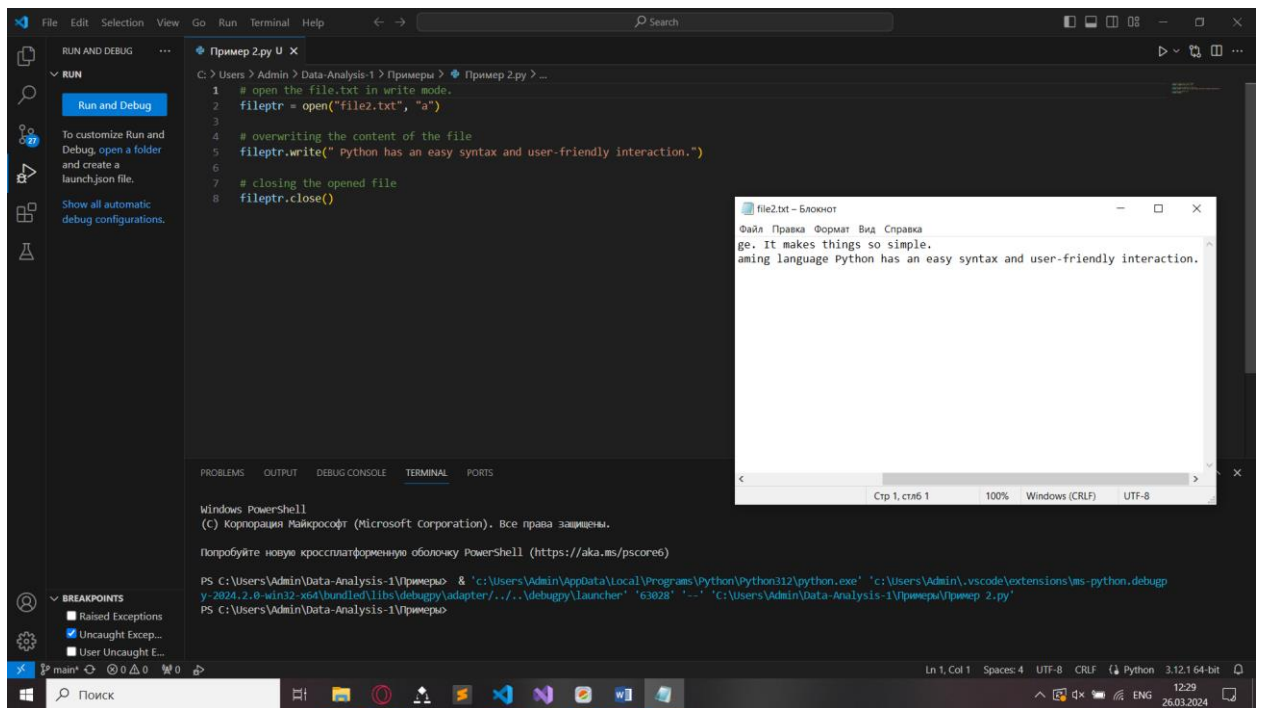 File Edit Selection View Go Run Terminal Help
Search
RUN AND DEBUG ...
RUN
Run and Debug
To customize Run and
Debug, open a folder
and create a
launch.json file.
Show all automatic
debug configurations.
27
Пример 2.py U
C: > Users > Admin > Data-Analysis-1 > Примеры > Пример 2.py > ...
1 # open the file.txt in write mode.
2 fileptr = open("file2.txt", "a")
3
4 # overwriting the content of the file
5 fileptr.write(" Python has an easy syntax and user-friendly interaction.")
6
7 # closing the opened file
8 fileptr.close()
file2.txt – Блокнот
Файл Правка Формат Вид Справка
ge. It makes things so simple.
aming language Python has an easy syntax and user-friendly interaction.
Стр 1, стлб 1 100% Windows (CRLF) UTF-8
PROBLEMS OUTPUT DEBUG CONSOLE TERMINAL PORTS
Windows PowerShell
(C) Корпорация Майкрософт (Microsoft Corporation). Все права защищены.
Попробуйте новую кроссплатформенную оболочку PowerShell (https://aka.ms/pscore6)
PS C:\Users\Admin\Data-Analysis-1\Примеры> & 'c:\Users\Admin\AppData\Local\Programs\Python\Python312\python.exe' 'c:\Users\Admin\.vscode\extensions\ms-python.debugp
y-2024.2.0-win32-x64\bundled\libs\debugpy\adapter/../..\debugpy\launcher' '63028' '--' 'C:\Users\Admin\Data-Analysis-1\Примеры\Пример 2.py'
PS C:\Users\Admin\Data-Analysis-1\Примеры>
BREAKPOINTS
Raised Exceptions
Uncaught Excep...
User Uncaught E...
main* 0 0 0 Ln 1, Col 1 Spaces: 4 UTF-8 CRLF Python 3.12.1 64-bit
Поиск
ENG
12:29
26.03.2024